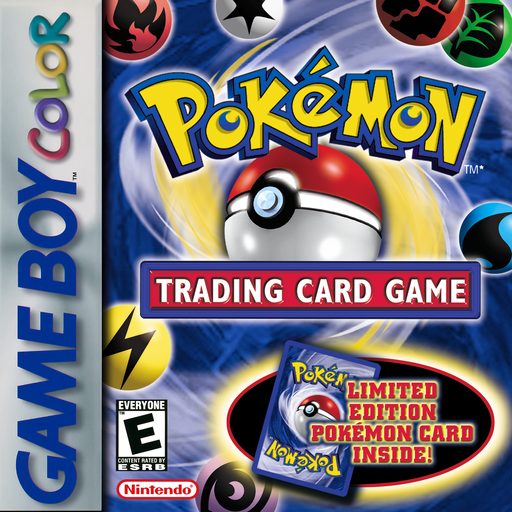 GAME BOY COLOR
TM
POKéMON
TM*
TRADING CARD GAME
POKéMON
POKéMON
LIMITED
EDITION
POKÉMON CARD
INSIDE!
EVERYONE
E
CONTENT RATED BY
ESRB
Nintendo